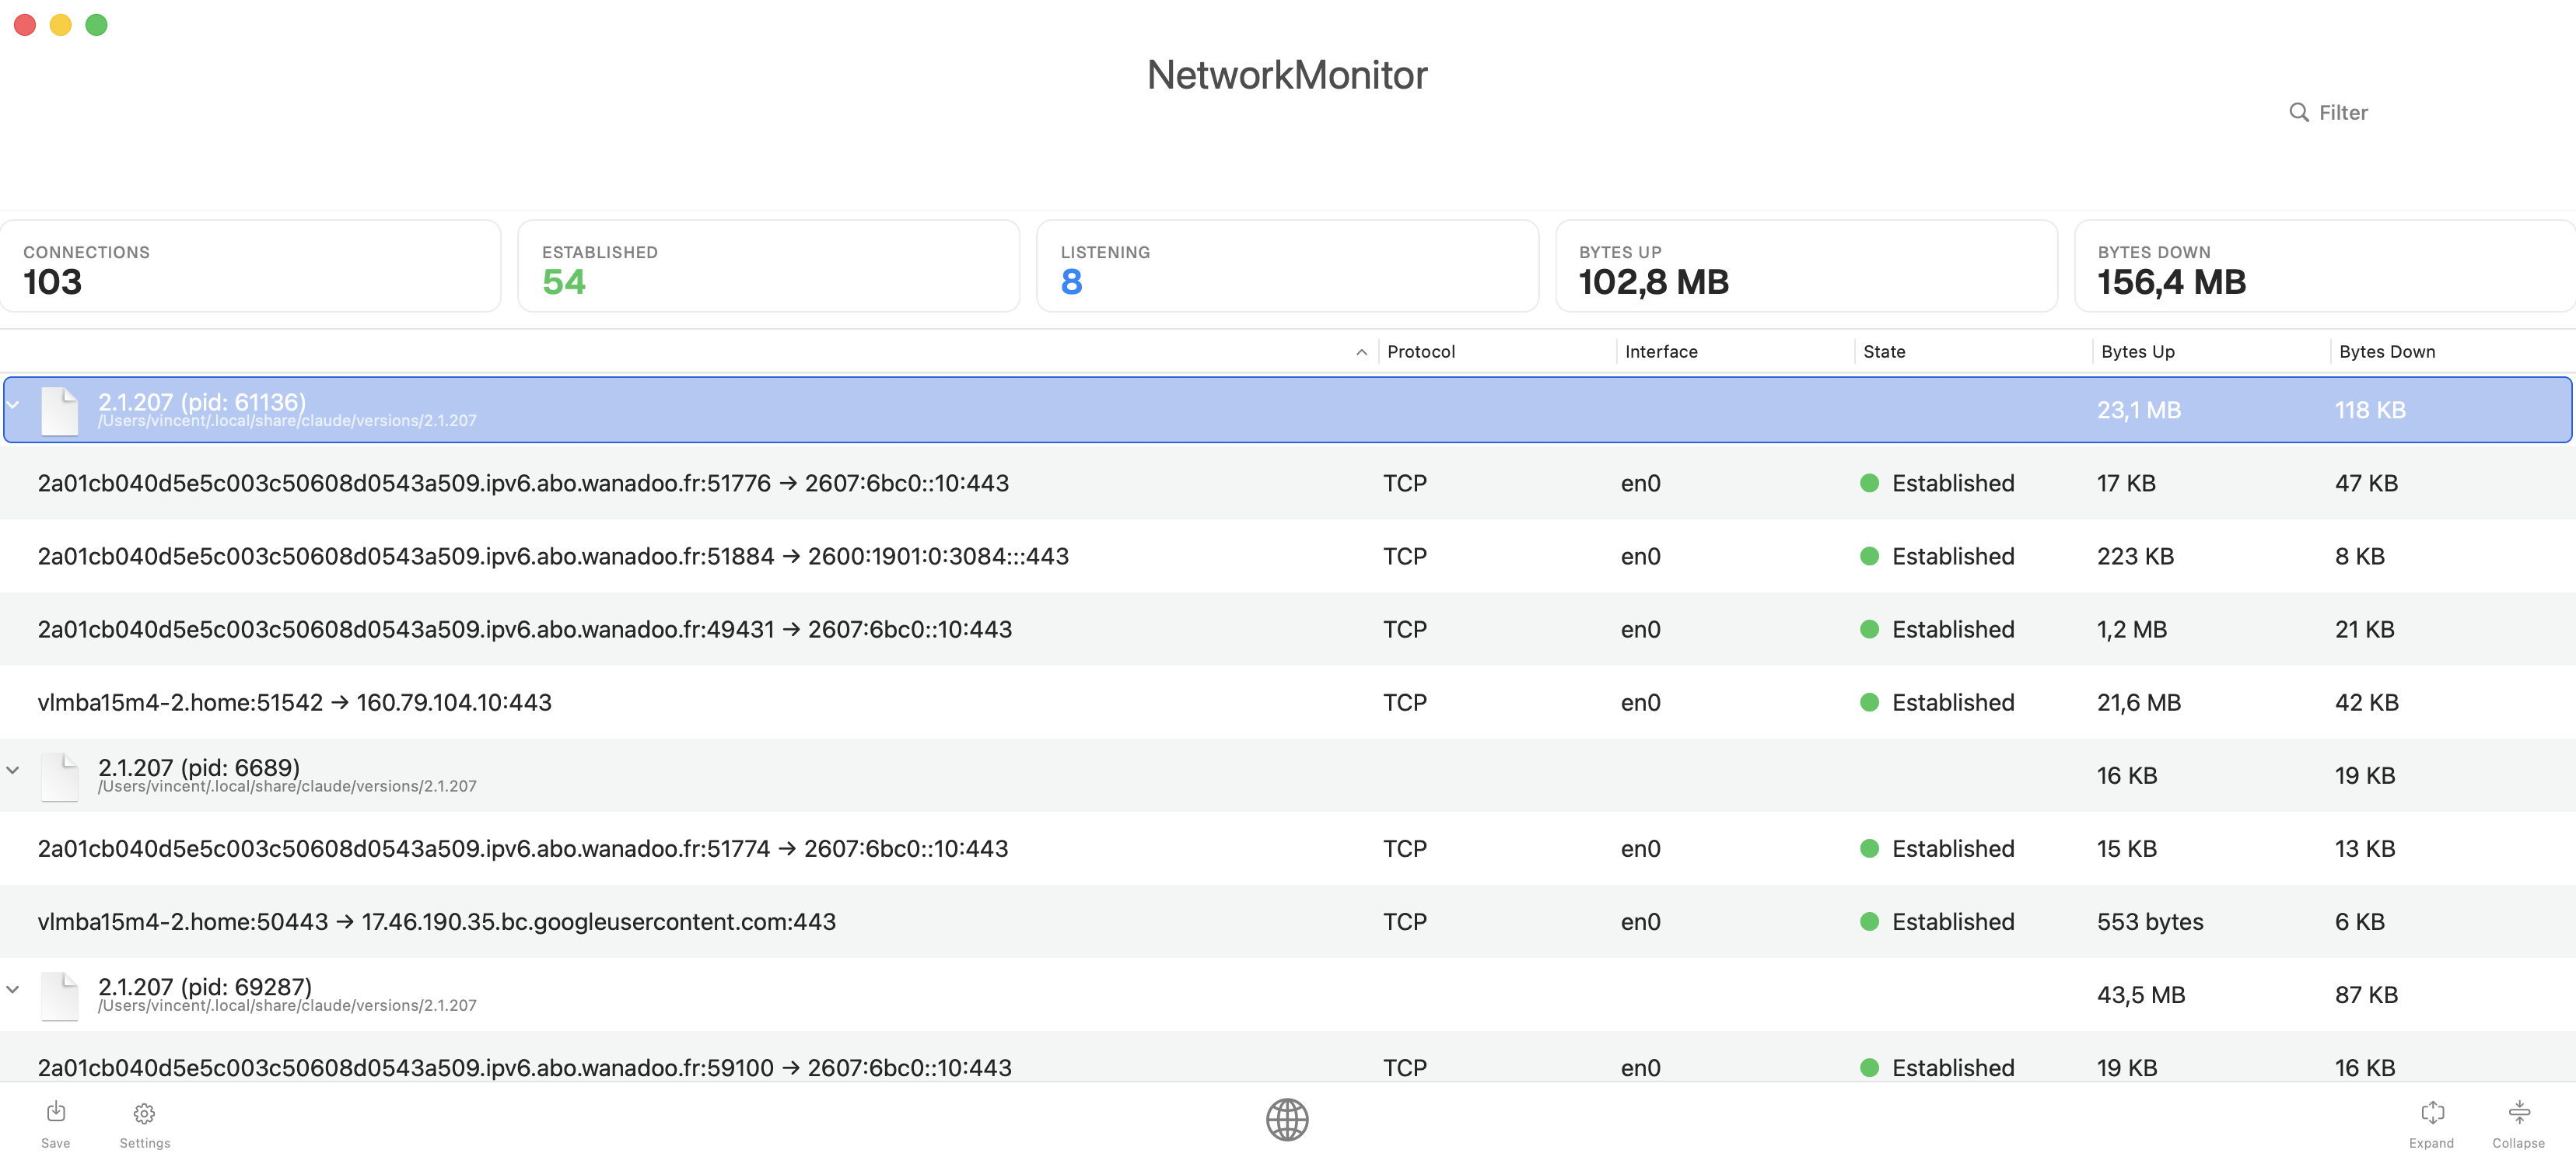 NetworkMonitor
Filter
CONNECTIONS
103
ESTABLISHED
54
LISTENING
8
BYTES UP
102,8 MB
BYTES DOWN
156,4 MB
Protocol Interface State Bytes Up Bytes Down
2.1.207 (pid: 61136) 23,1 MB 118 KB
/Users/vincent/.local/share/claude/versions/2.1.207
2a01cb040d5e5c003c50608d0543a509.ipv6.abo.wanadoo.fr:51776 → 2607:6bc0::10:443 TCP en0 Established 17 KB 47 KB
2a01cb040d5e5c003c50608d0543a509.ipv6.abo.wanadoo.fr:51884 → 2600:1901:0:3084:::443 TCP en0 Established 223 KB 8 KB
2a01cb040d5e5c003c50608d0543a509.ipv6.abo.wanadoo.fr:49431 → 2607:6bc0::10:443 TCP en0 Established 1,2 MB 21 KB
vlmba15m4-2.home:51542 → 160.79.104.10:443 TCP en0 Established 21,6 MB 42 KB
2.1.207 (pid: 6689) 16 KB 19 KB
/Users/vincent/.local/share/claude/versions/2.1.207
2a01cb040d5e5c003c50608d0543a509.ipv6.abo.wanadoo.fr:51774 → 2607:6bc0::10:443 TCP en0 Established 15 KB 13 KB
vlmba15m4-2.home:50443 → 17.46.190.35.bc.googleusercontent.com:443 TCP en0 Established 553 bytes 6 KB
2.1.207 (pid: 69287) 43,5 MB 87 KB
/Users/vincent/.local/share/claude/versions/2.1.207
2a01cb040d5e5c003c50608d0543a509.ipv6.abo.wanadoo.fr:59100 → 2607:6bc0::10:443 TCP en0 Established 19 KB 16 KB
Save Settings Expand Collapse